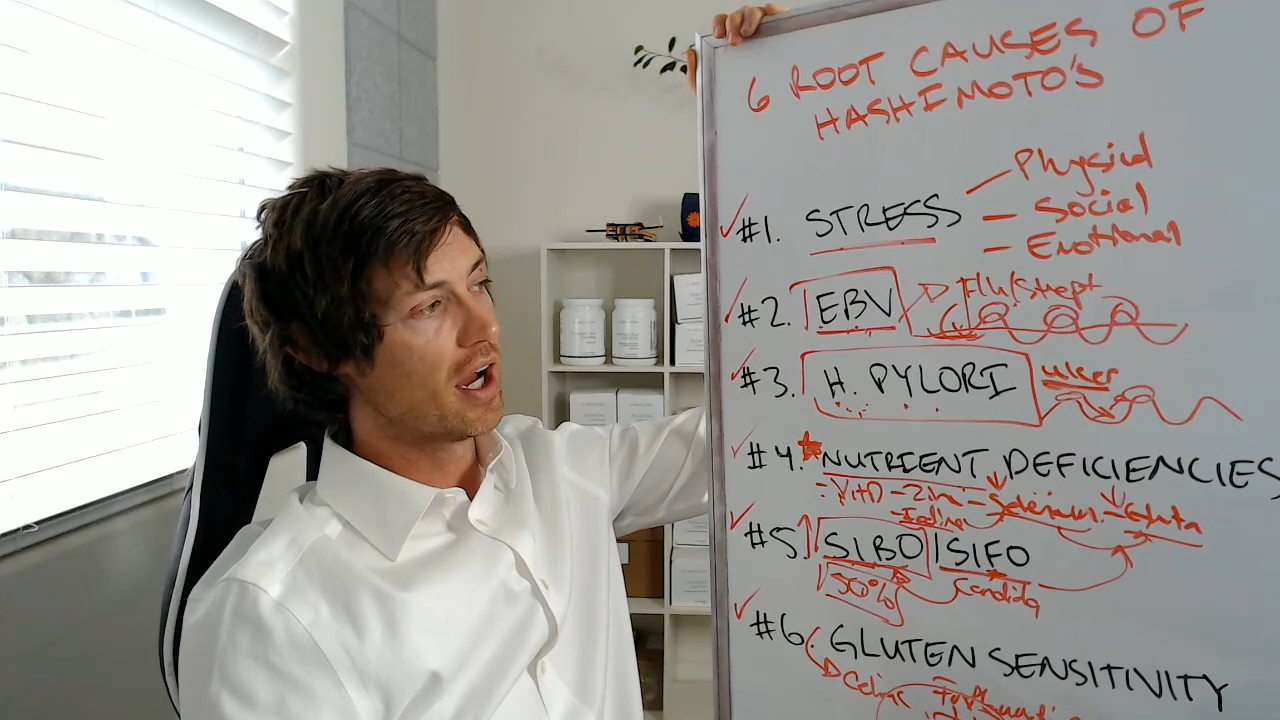 6 ROOT CAUSES OF
HASHIMOTO'S
Physical
#1. STRESS - Social
- Emotional
#2. EBV Flu/Strept
#3. H. PYLORI ulcer
#4. NUTRIENT DEFICIENCIES
- Vit D - Zinc - Selenium - Gluta
- Iodine
#5 SIBO | SIFO
50% Candida
#6. GLUTEN SENSITIVITY
Celiac